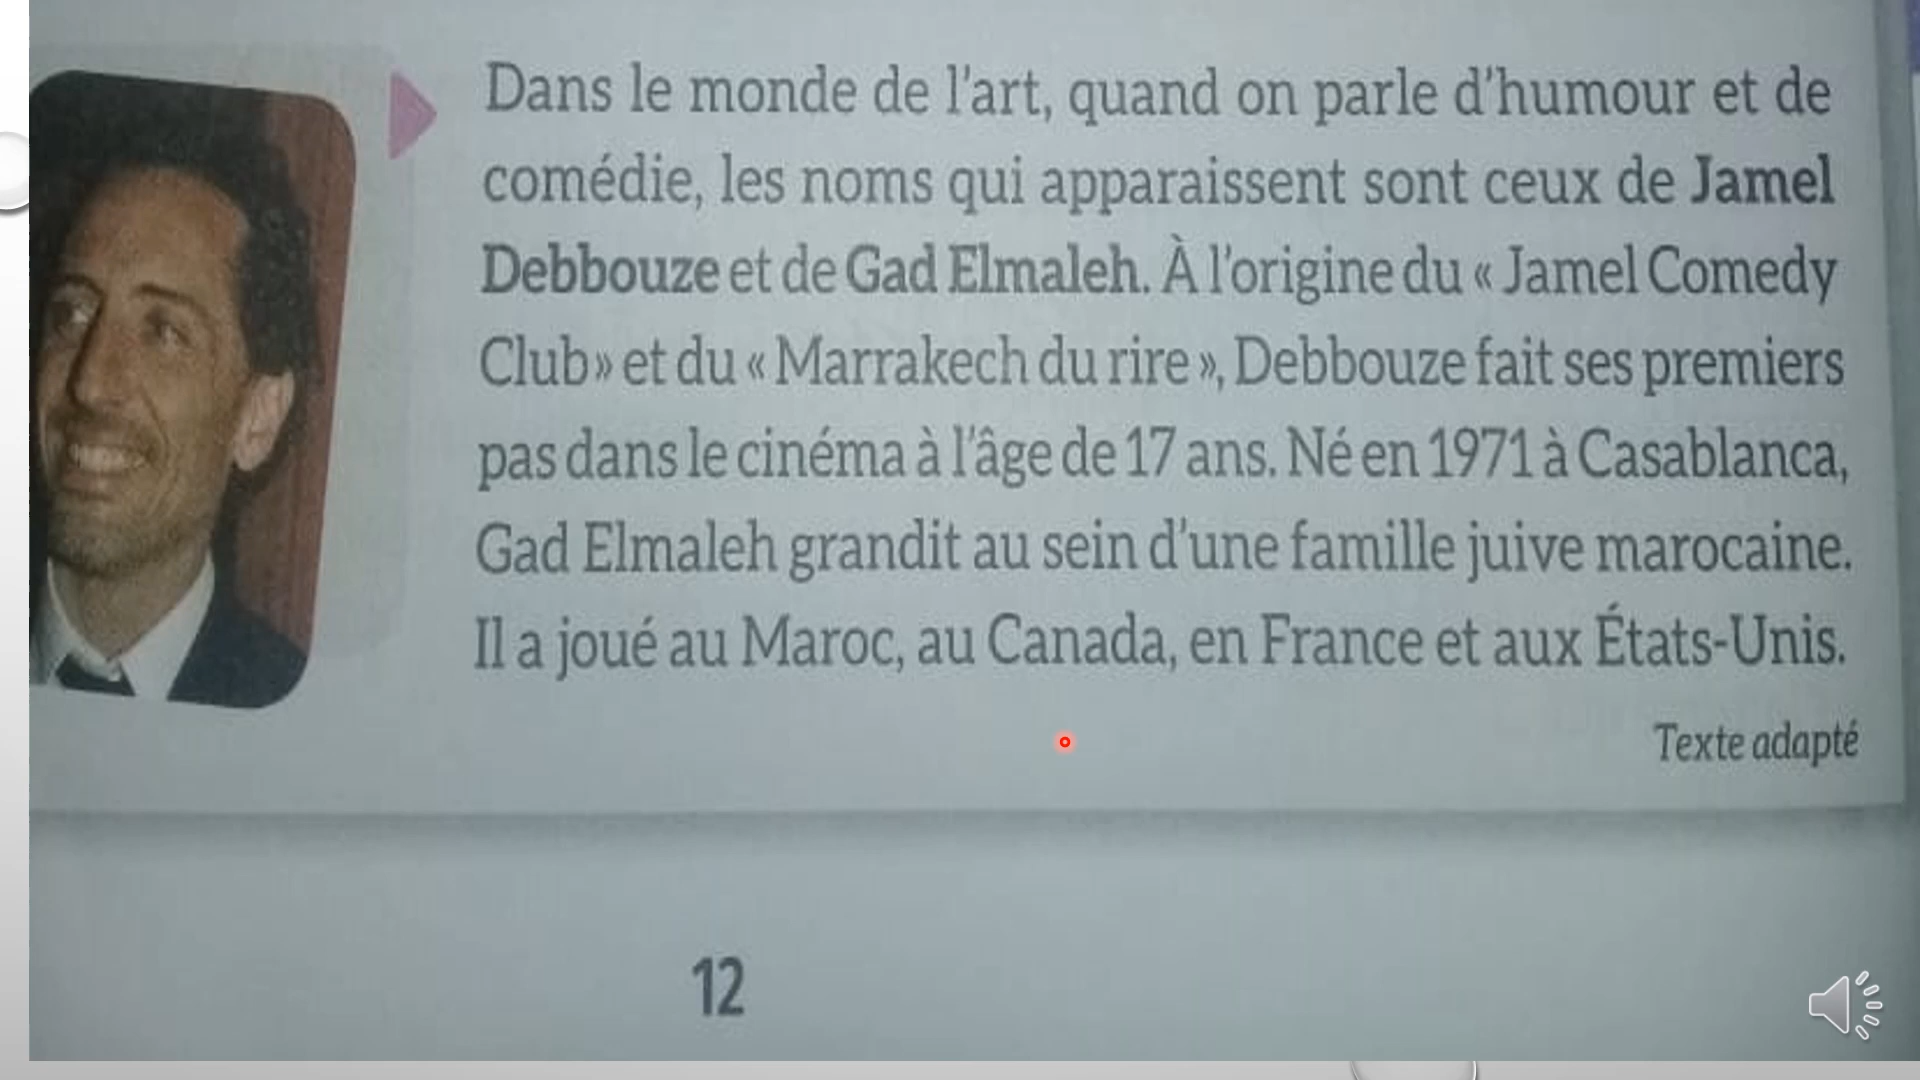 Dans le monde de l'art, quand on parle d'humour et de
comédie, les noms qui apparaissent sont ceux de Jamel
Debbouze et de Gad Elmaleh. À l'origine du « Jamel Comedy
Club» et du « Marrakech du rire », Debbouze fait ses premiers
pas dans le cinéma à l'âge de 17 ans. Né en 1971 à Casablanca,
Gad Elmaleh grandit au sein d'une famille juive marocaine.
Il a joué au Maroc, au Canada, en France et aux États-Unis.
Texte adapté
12